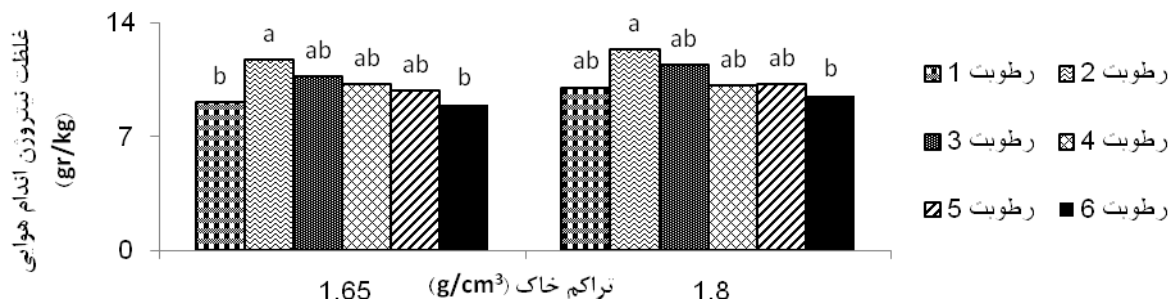 غلظت نیتروژن اندام هوایی
(gr/kg)
14
7
0
b
a
ab
ab
ab
b
ab
a
ab
ab
ab
b
1.65
1.8
تراکم خاک (g/cm³)
رطوبت 1
رطوبت 2
رطوبت 3
رطوبت 4
رطوبت 5
رطوبت 6